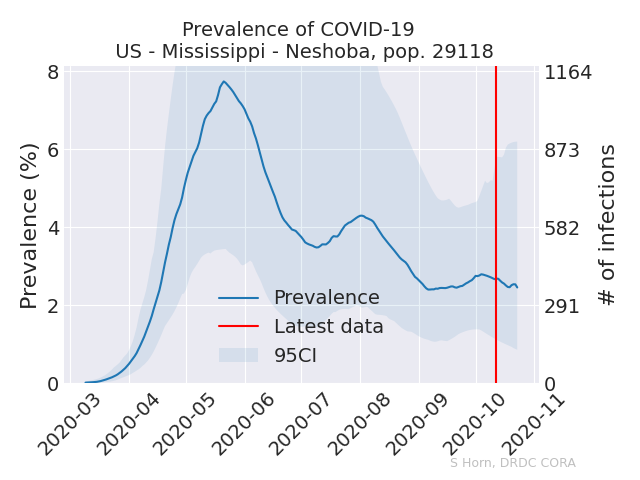 Prevalence of COVID-19
US - Mississippi - Neshoba, pop. 29118
8
6
4
2
0
Prevalence (%)
1164
873
582
291
0
# of infections
Prevalence
Latest data
95CI
2020-03
2020-04
2020-05
2020-06
2020-07
2020-08
2020-09
2020-10
2020-11
S Horn, DRDC CORA